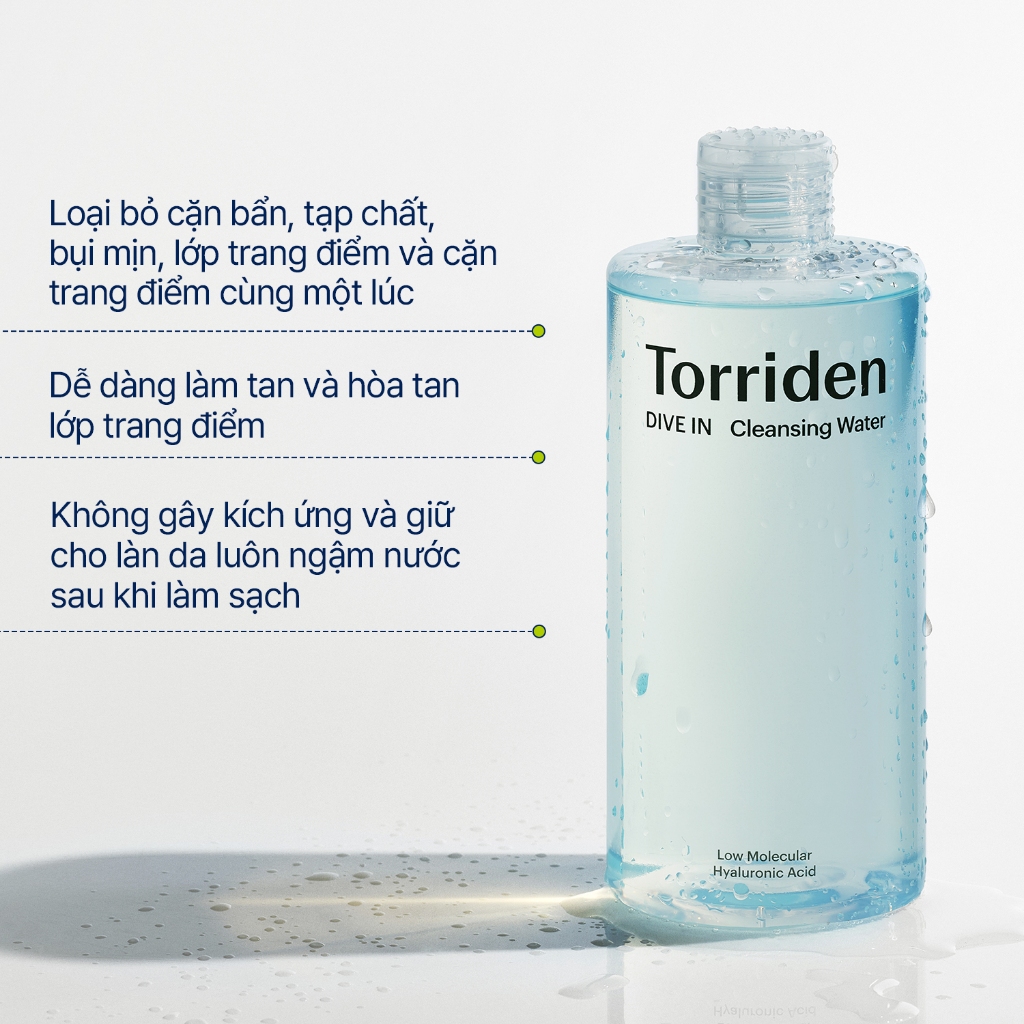 Loại bỏ cặn bẩn, tạp chất,
bụi mịn, lớp trang điểm và cặn
trang điểm cùng một lúc
Dễ dàng làm tan và hòa tan
lớp trang điểm
Không gây kích ứng và giữ
cho làn da luôn ngậm nước
sau khi làm sạch
Torriden
DIVE IN Cleansing Water
Low Molecular
Hyaluronic Acid